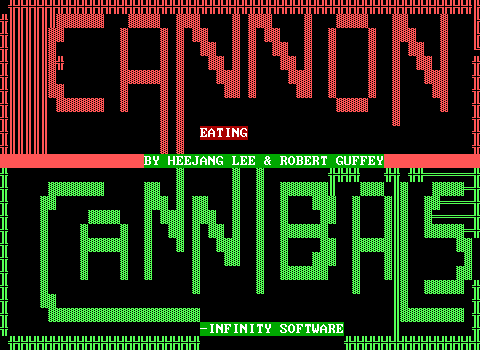 CANNON
EATING
BY HEEJANG LEE & ROBERT GUFFEY
CANNIBALS
-INFINITY SOFTWARE